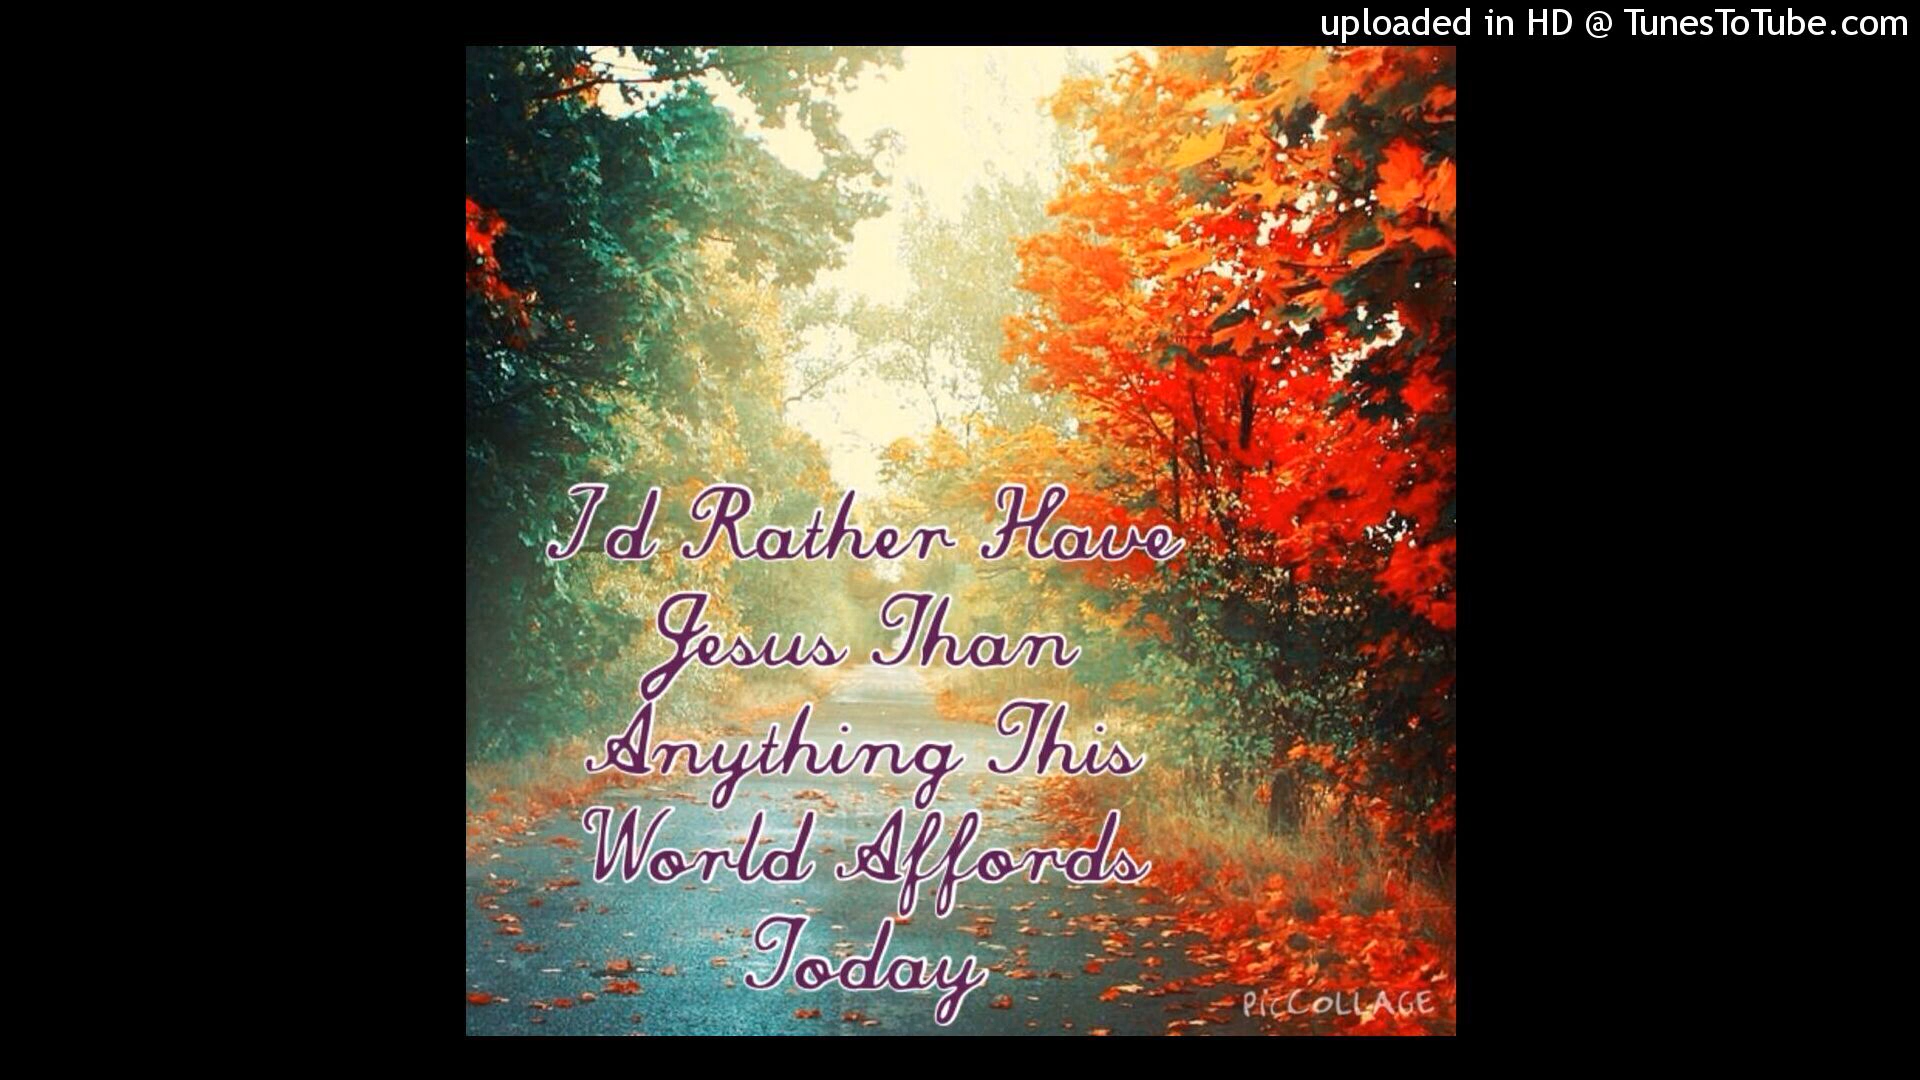 uploaded in HD @ TunesToTube.com
I'd Rather Have
Jesus Than
Anything This
World Affords
Today
PicCOLLAGE